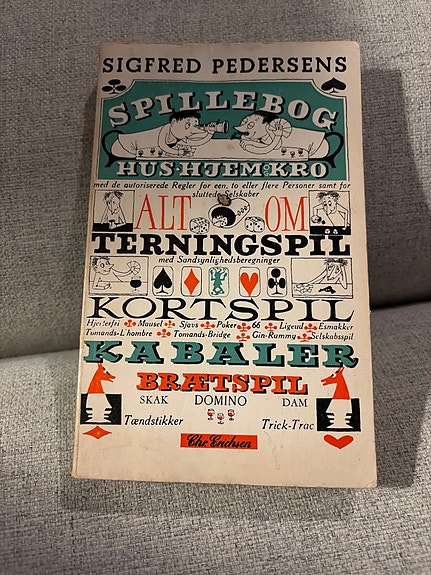 SIGFRED PEDERSENS
SPILLEBOG
HUS·HJEM·KRO
med de autoriserede Regler for een, to eller flere Personer samt for
sluttede Selskaber
ALT OM
TERNINGSPIL
med Sandsynlighedsberegninger
KORTSPIL
Hjerterfri Mausel Sjavs Poker 66 Ligeud Esmakker
Tomands-L'hombre Tomands-Bridge Gin-Rummy Selskabsspil
KABALER
BRÆTSPIL
SKAK DOMINO DAM
Tændstikker Trick-Trac
Chr. Erichsen